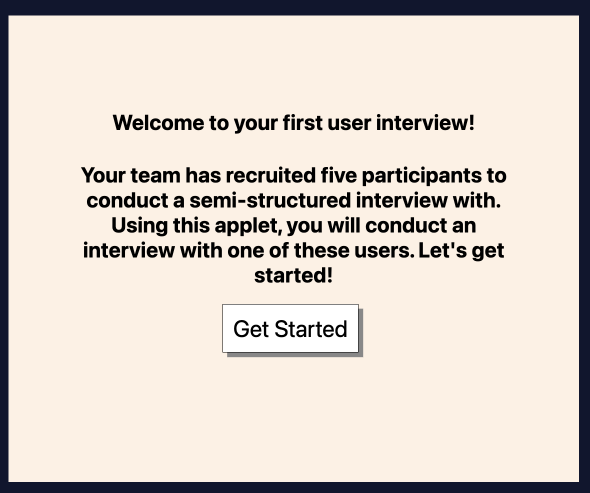 Welcome to your first user interview!
Your team has recruited five participants to
conduct a semi-structured interview with.
Using this applet, you will conduct an
interview with one of these users. Let's get
started!
Get Started